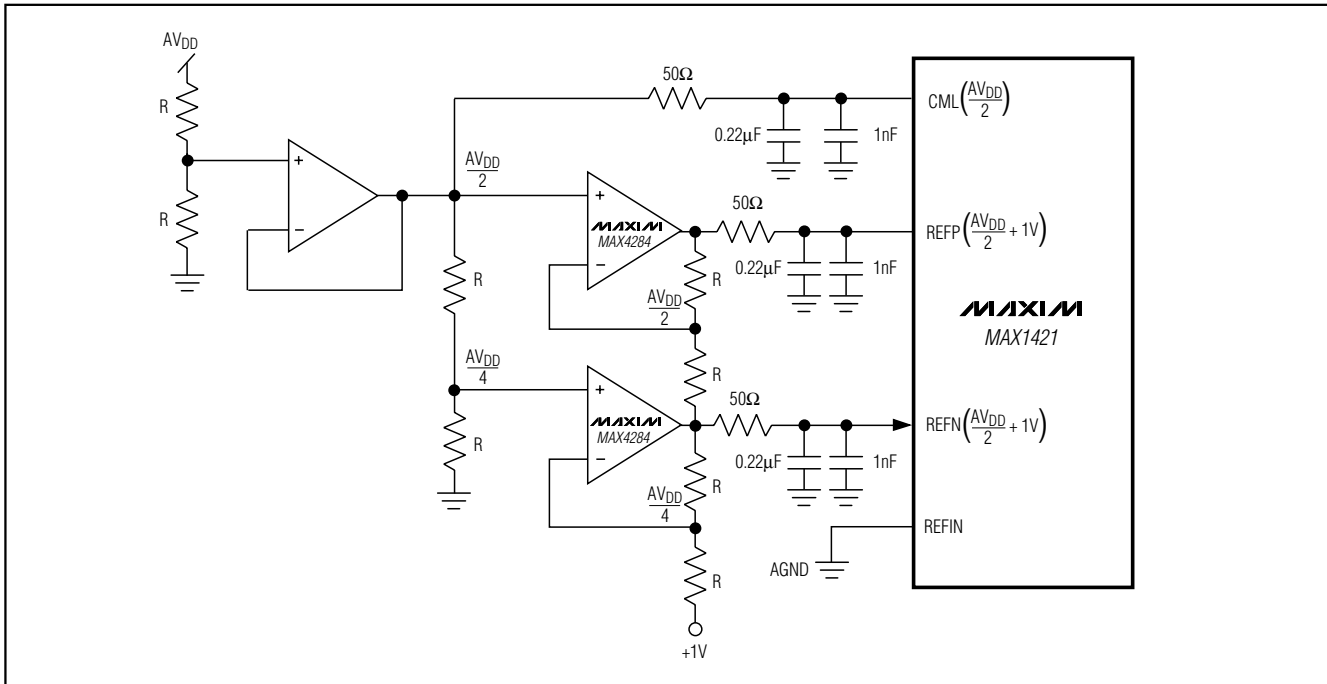 AVDD
R
R
AVDD
2
R
AVDD
4
R
+
−
50Ω
0.22µF
1nF
CML(AVDD/2)
+
−
MAXIM
MAX4284
50Ω
R
AVDD
2
0.22µF
1nF
REFP(AVDD/2 + 1V)
R
+
−
MAXIM
MAX4284
50Ω
R
AVDD
4
0.22µF
1nF
REFN(AVDD/2 + 1V)
R
+1V
MAXIM
MAX1421
REFIN
AGND